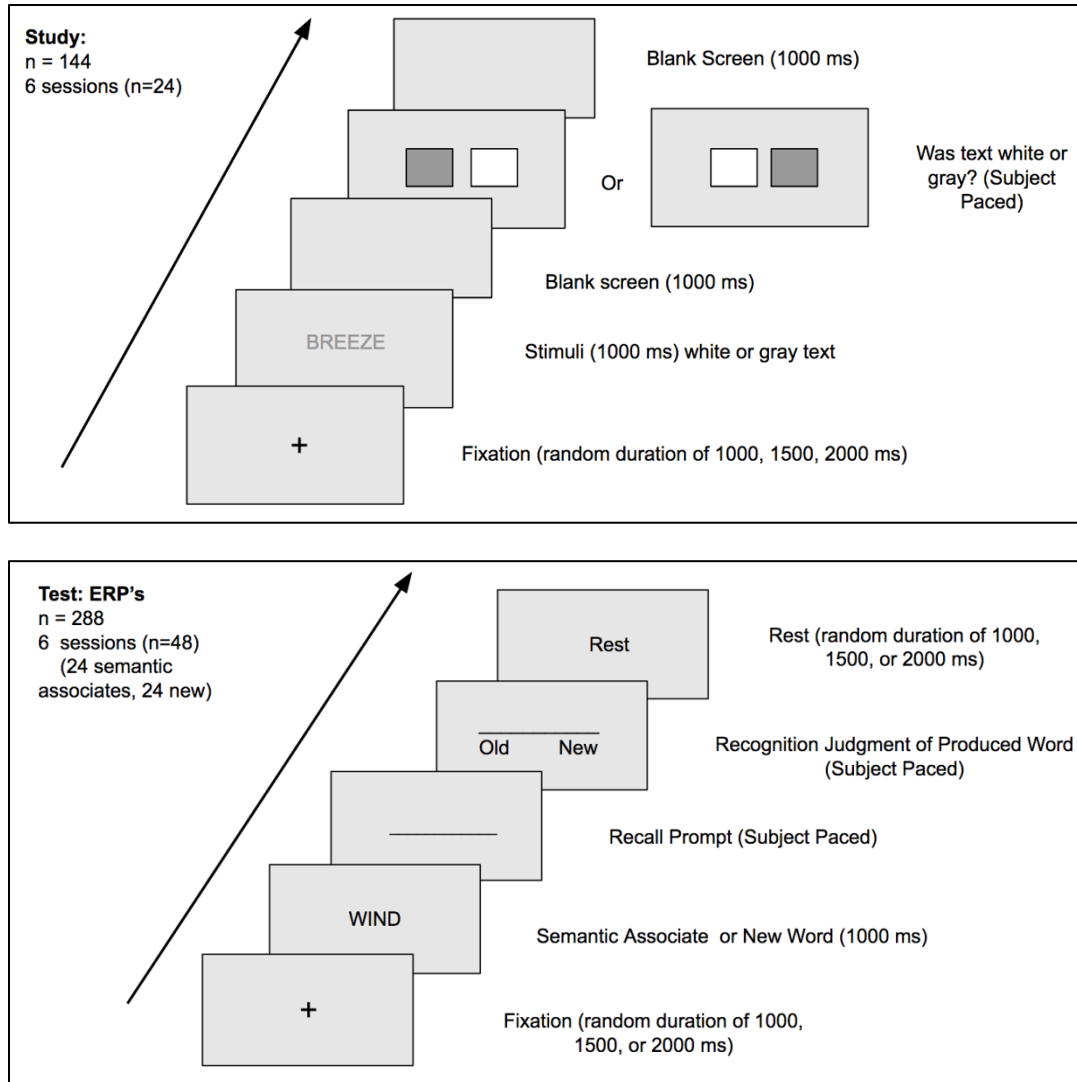 Study:
n = 144
6 sessions (n=24)
Blank Screen (1000 ms)
Or
Was text white or
gray? (Subject
Paced)
Blank screen (1000 ms)
BREEZE
Stimuli (1000 ms) white or gray text
+
Fixation (random duration of 1000, 1500, 2000 ms)
Test: ERP's
n = 288
6 sessions (n=48)
(24 semantic
associates, 24 new)
Rest
Rest (random duration of 1000,
1500, or 2000 ms)
Old New
Recognition Judgment of Produced Word
(Subject Paced)
Recall Prompt (Subject Paced)
WIND
Semantic Associate or New Word (1000 ms)
+
Fixation (random duration of 1000,
1500, or 2000 ms)